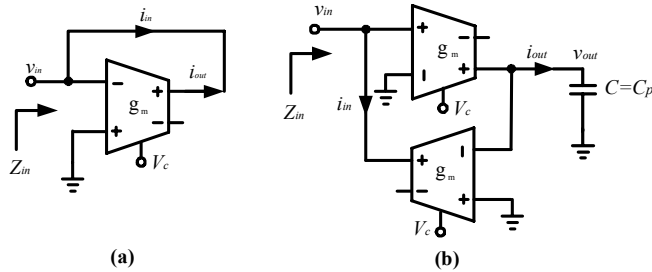 i_in
v_in
i_out
g_m
Z_in
V_c
(a)
v_in
i_out
v_out
g_m
Z_in
i_in
V_c
C=C_p
g_m
V_c
(b)